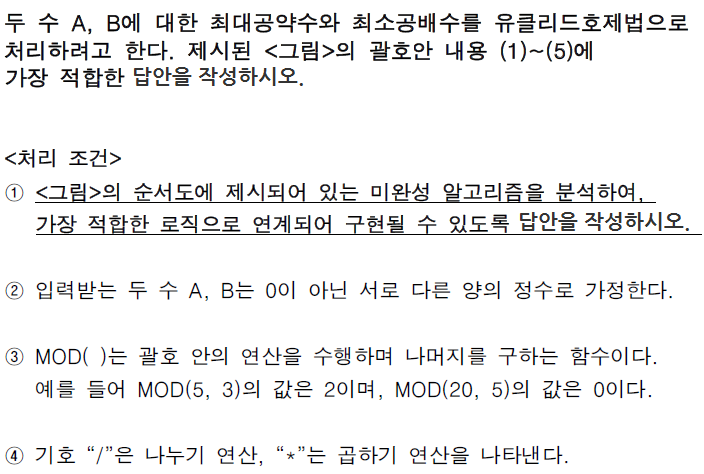 두 수 A, B에 대한 최대공약수와 최소공배수를 유클리드호제법으로
처리하려고 한다. 제시된 <그림>의 괄호안 내용 (1)~(5)에
가장 적합한 답안을 작성하시오.
<처리 조건>
① <그림>의 순서도에 제시되어 있는 미완성 알고리즘을 분석하여,
가장 적합한 로직으로 연계되어 구현될 수 있도록 답안을 작성하시오.
② 입력받는 두 수 A, B는 0이 아닌 서로 다른 양의 정수로 가정한다.
③ MOD( )는 괄호 안의 연산을 수행하며 나머지를 구하는 함수이다.
예를 들어 MOD(5, 3)의 값은 2이며, MOD(20, 5)의 값은 0이다.
④ 기호 “/”은 나누기 연산, “*”는 곱하기 연산을 나타낸다.